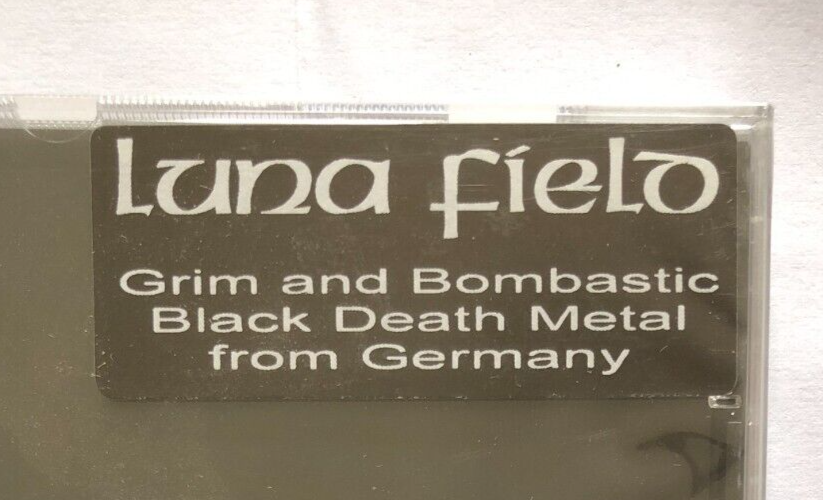 Luna Field
Grim and Bombastic
Black Death Metal
from Germany